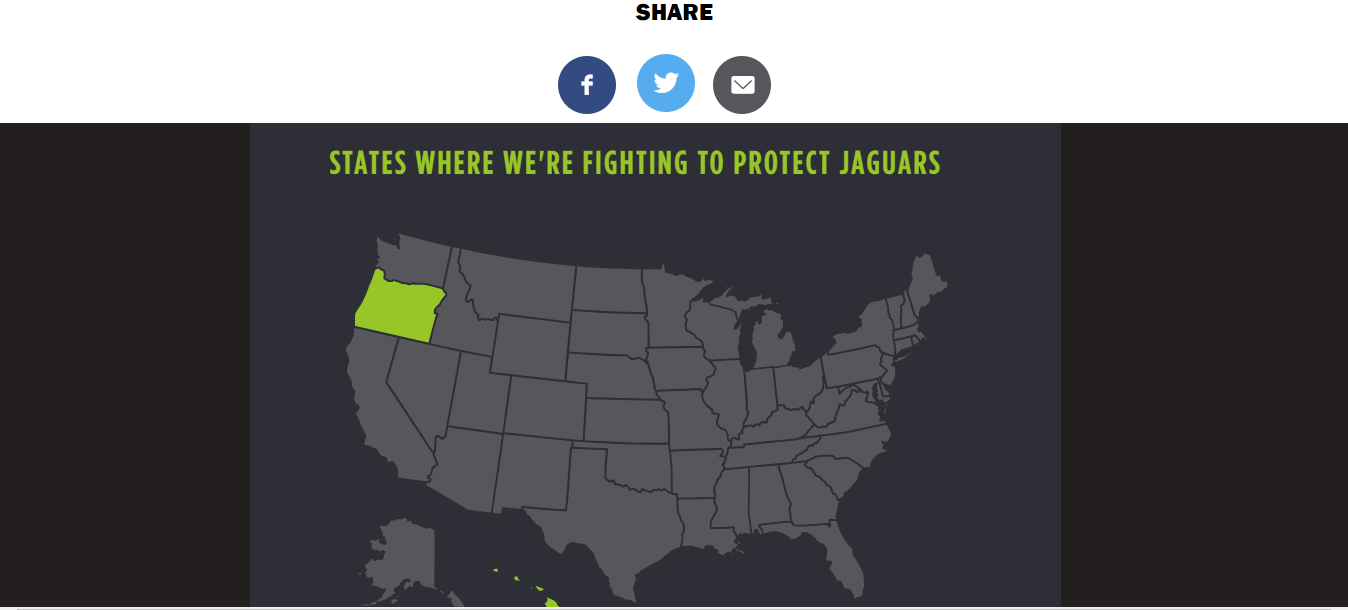 SHARE
STATES WHERE WE'RE FIGHTING TO PROTECT JAGUARS